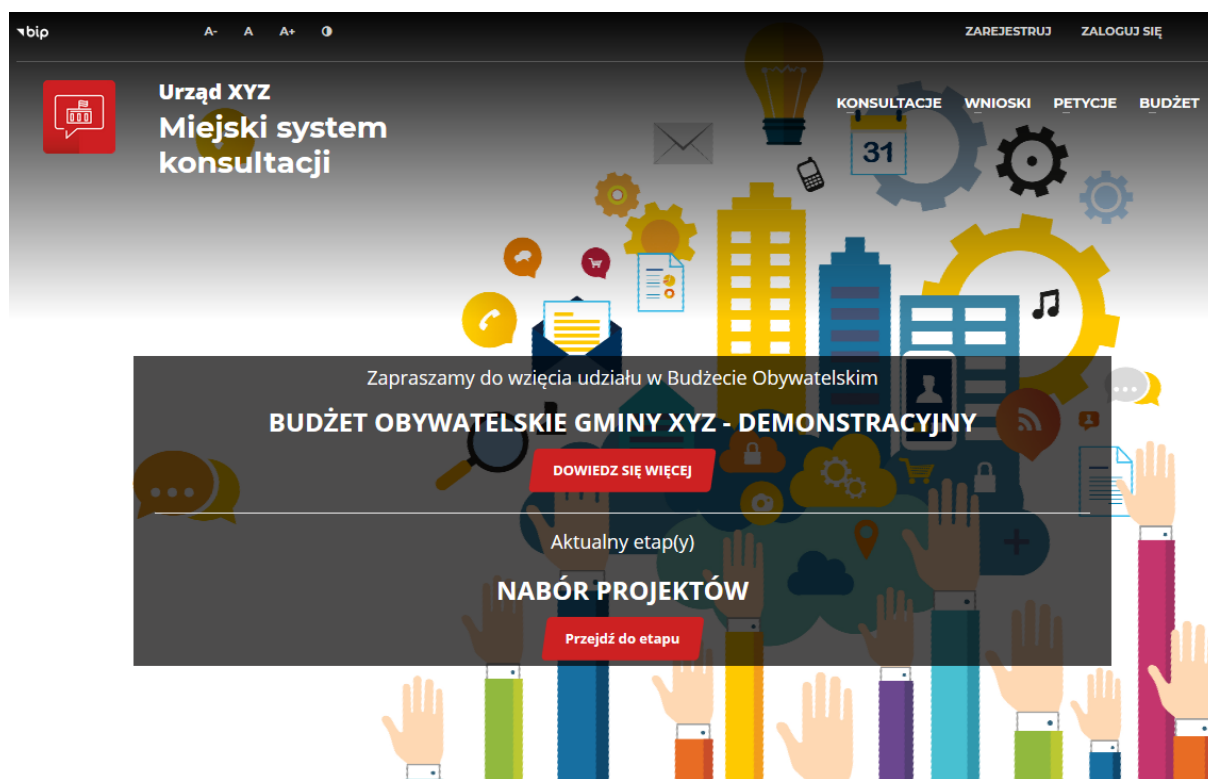 bip A- A A+ ZAREJESTRUJ ZALOGUJ SIĘ
Urząd XYZ
Miejski system
konsultacji
KONSULTACJE WNIOSKI PETYCJE BUDŻET
31
Zapraszamy do wzięcia udziału w Budżecie Obywatelskim
BUDŻET OBYWATELSKIE GMINY XYZ - DEMONSTRACYJNY
DOWIEDZ SIĘ WIĘCEJ
Aktualny etap(y)
NABÓR PROJEKTÓW
Przejdź do etapu